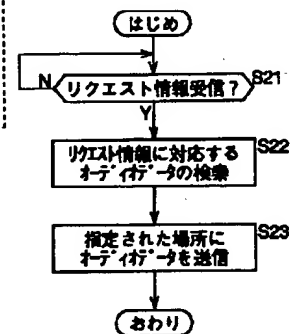 はじめ
N
リクエスト情報受信?
S21
Y
リクエスト情報に対応する
オーディオデータの検索
S22
指定された場所に
オーディオデータを送信
S23
おわり